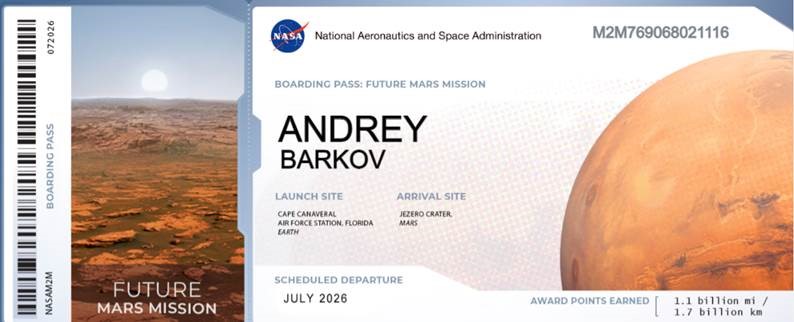 072026
BOARDING PASS
NASAM2M
FUTURE
MARS MISSION
NASA
National Aeronautics and Space Administration
M2M769068021116
BOARDING PASS: FUTURE MARS MISSION
ANDREY
BARKOV
LAUNCH SITE
CAPE CANAVERAL
AIR FORCE STATION, FLORIDA
EARTH
ARRIVAL SITE
JEZERO CRATER,
MARS
SCHEDULED DEPARTURE
JULY 2026
AWARD POINTS EARNED
1.1 billion mi /
1.7 billion km